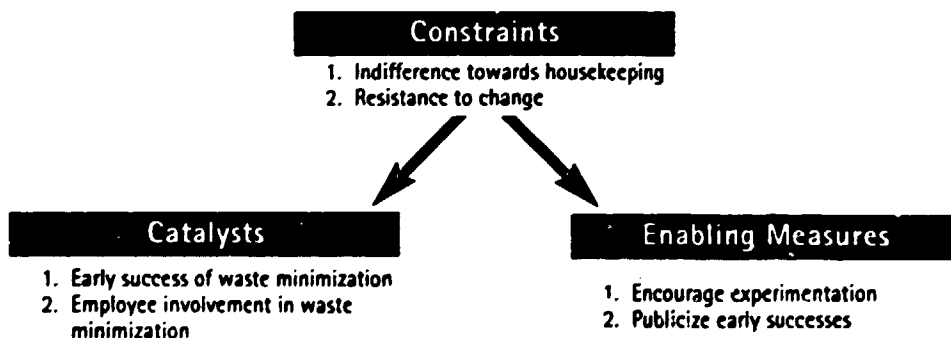 Constraints
1. Indifference towards housekeeping
2. Resistance to change
Catalysts
1. Early success of waste minimization
2. Employee involvement in waste
minimization
Enabling Measures
1. Encourage experimentation
2. Publicize early successes